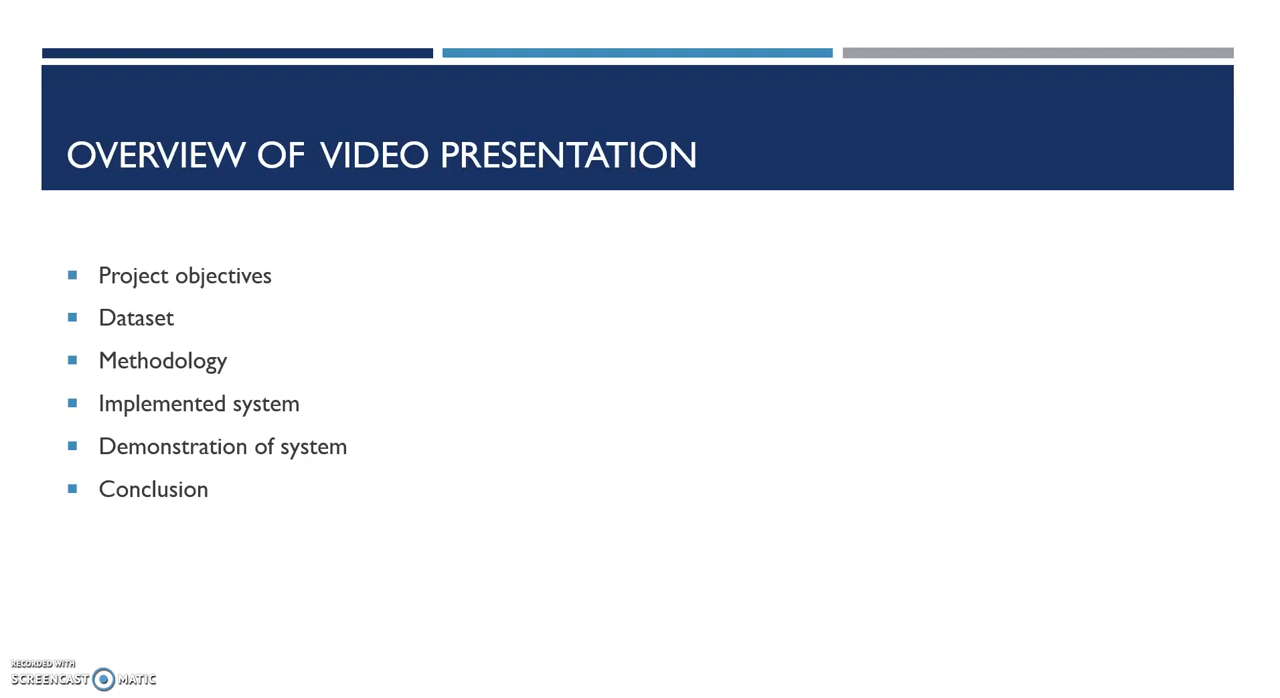 OVERVIEW OF VIDEO PRESENTATION
Project objectives
Dataset
Methodology
Implemented system
Demonstration of system
Conclusion
RECORDED WITH
SCREENCAST MATIC